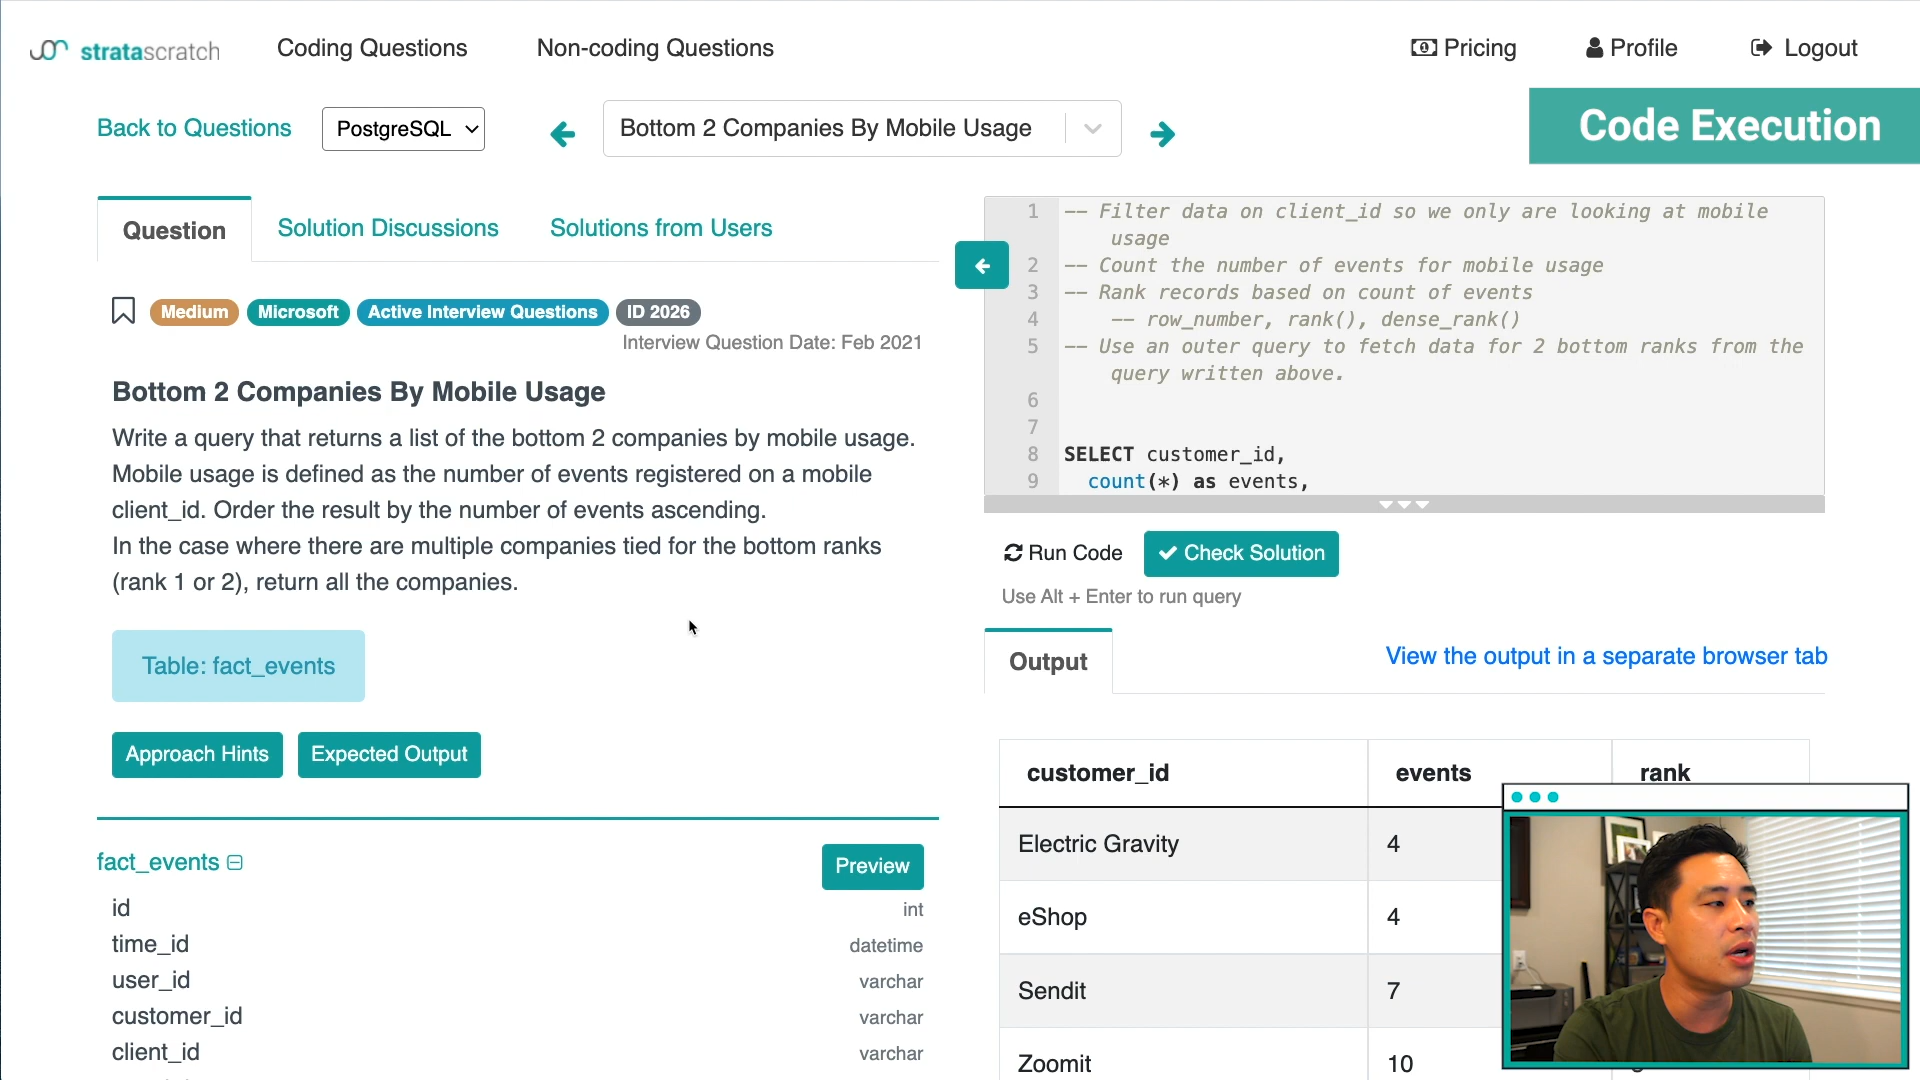 stratascratch
Coding Questions
Non-coding Questions
Pricing
Profile
Logout
Back to Questions
PostgreSQL
Bottom 2 Companies By Mobile Usage
Code Execution
Question
Solution Discussions
Solutions from Users
Medium
Microsoft
Active Interview Questions
ID 2026
Interview Question Date: Feb 2021
Bottom 2 Companies By Mobile Usage
Write a query that returns a list of the bottom 2 companies by mobile usage.
Mobile usage is defined as the number of events registered on a mobile
client_id. Order the result by the number of events ascending.
In the case where there are multiple companies tied for the bottom ranks
(rank 1 or 2), return all the companies.
Table: fact_events
Approach Hints
Expected Output
fact_events
Preview
id int
time_id datetime
user_id varchar
customer_id varchar
client_id varchar
1 -- Filter data on client_id so we only are looking at mobile
usage
2 -- Count the number of events for mobile usage
3 -- Rank records based on count of events
4 -- row_number, rank(), dense_rank()
5 -- Use an outer query to fetch data for 2 bottom ranks from the
query written above.
6
7
8 SELECT customer_id,
9 count(*) as events,
Run Code
Check Solution
Use Alt + Enter to run query
Output
View the output in a separate browser tab
customer_id events rank
Electric Gravity 4
eShop 4
Sendit 7
Zoomit 10